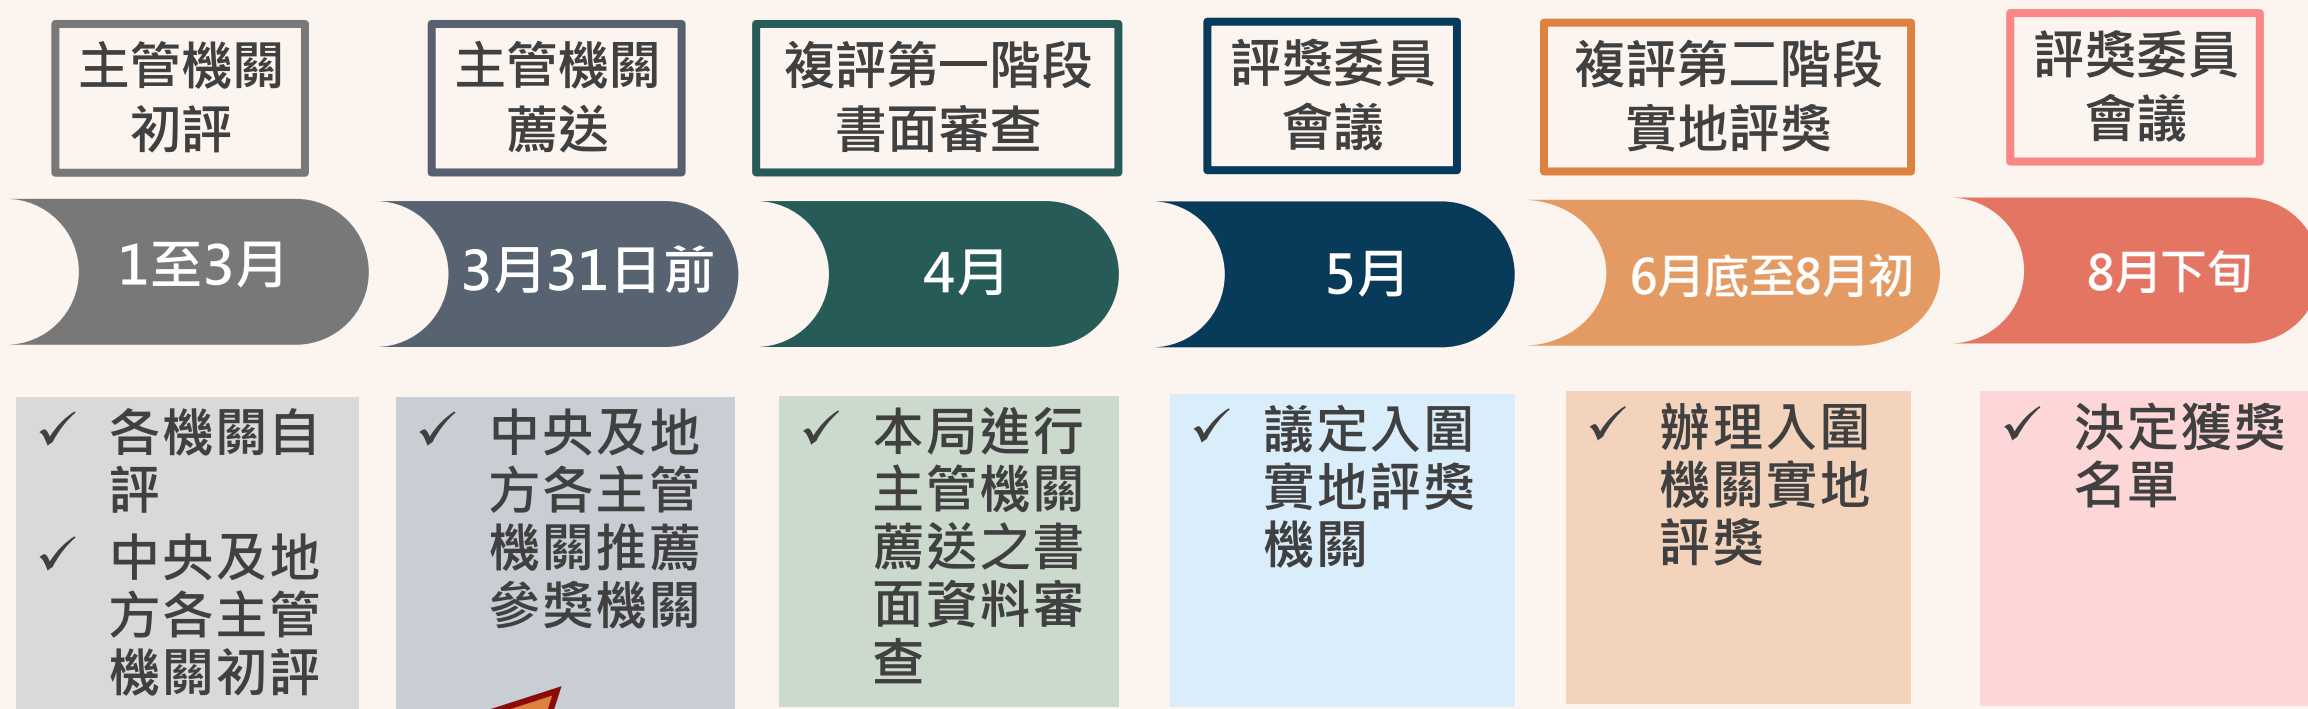 主管機關
初評
主管機關
薦送
複評第一階段
書面審查
評獎委員
會議
複評第二階段
實地評獎
評獎委員
會議
1至3月
3月31日前
4月
5月
6月底至8月初
8月下旬
✓ 各機關自
評
✓ 中央及地
方各主管
機關初評
✓ 中央及地
方各主管
機關推薦
參獎機關
✓ 本局進行
主管機關
薦送之書
面資料審
查
✓ 議定入圍
實地評獎
機關
✓ 辦理入圍
機關實地
評獎
✓ 決定獲獎
名單